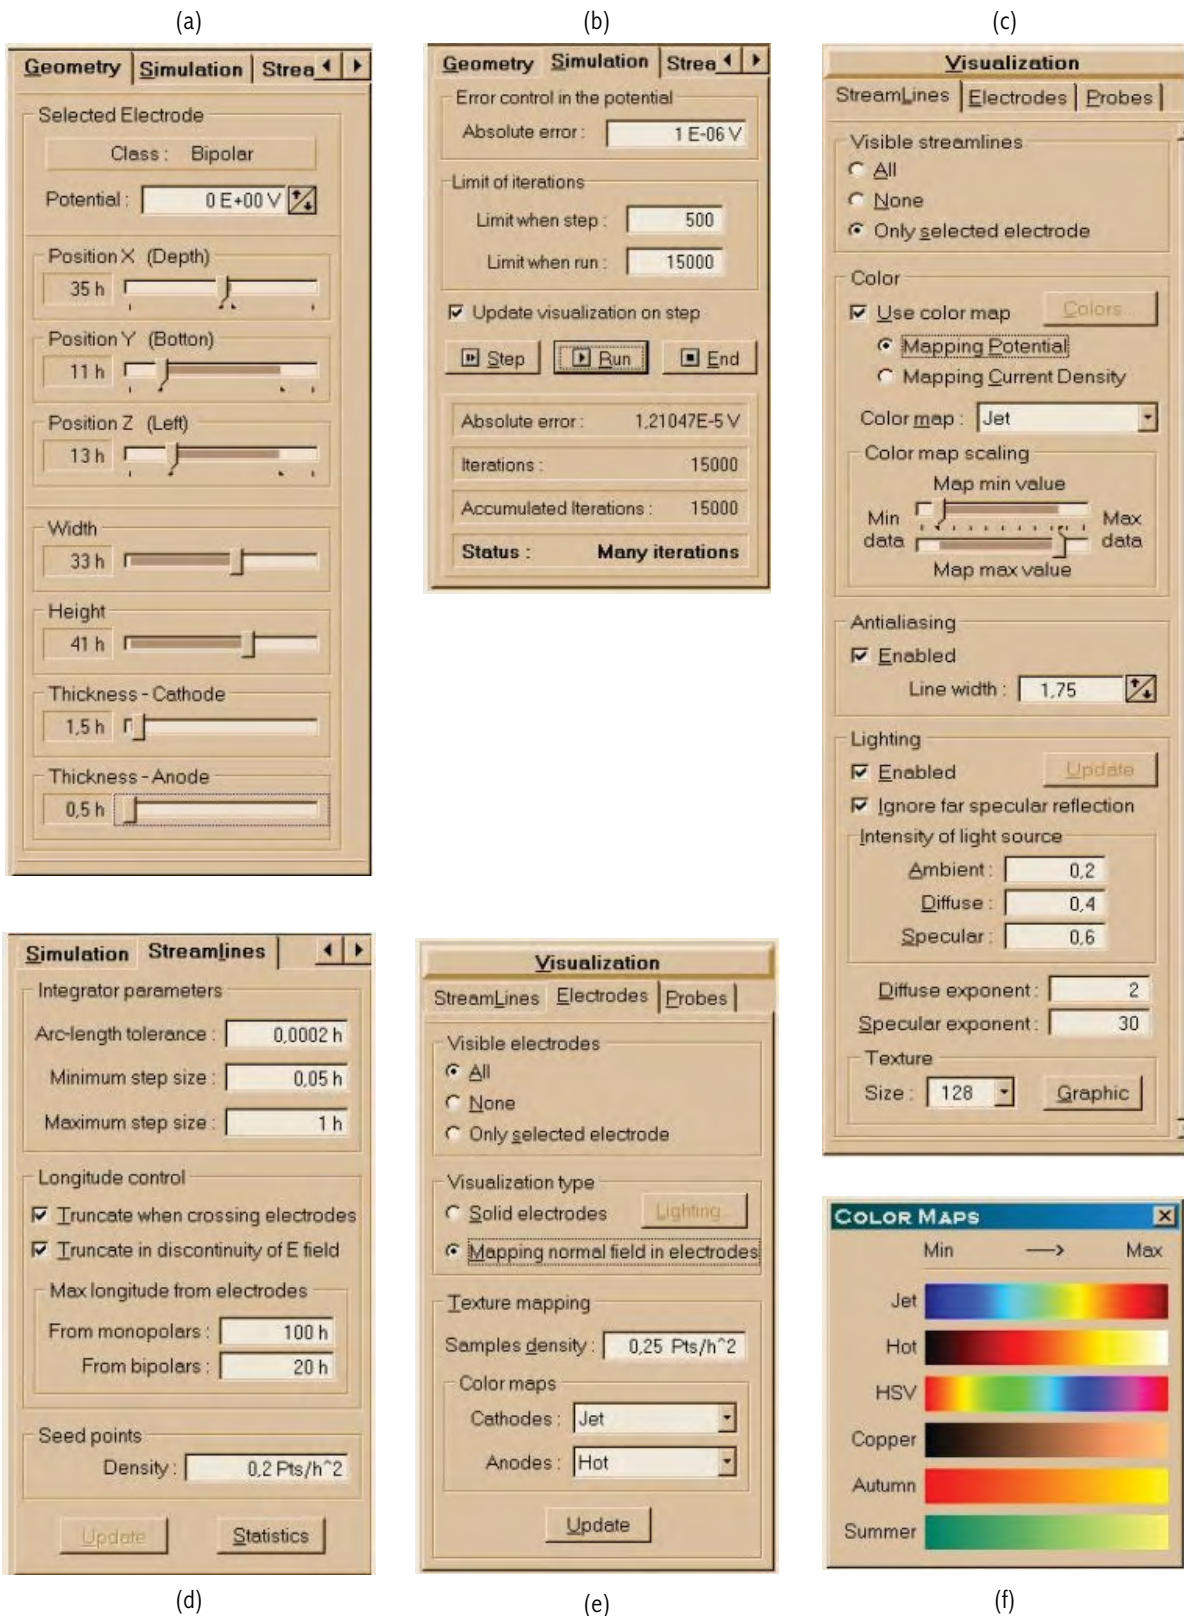 (a)
Geometry Simulation Strea
Selected Electrode
Class : Bipolar
Potential : 0 E+00 V
Position X (Depth)
35 h
Position Y (Botton)
11 h
Position Z (Left)
13 h
Width
33 h
Height
41 h
Thickness - Cathode
1,5 h
Thickness - Anode
0,5 h
(b)
Geometry Simulation Strea
Error control in the potential
Absolute error : 1 E-06 V
Limit of iterations
Limit when step : 500
Limit when run : 15000
Update visualization on step
Step Run End
Absolute error : 1,21047E-5 V
Iterations : 15000
Accumulated Iterations : 15000
Status : Many iterations
(c)
Visualization
StreamLines Electrodes Probes
Visible streamlines
All
None
Only selected electrode
Color
Use color map Colors...
Mapping Potential
Mapping Current Density
Color map : Jet
Color map scaling
Map min value
Min data Max data
Map max value
Antialiasing
Enabled
Line width : 1,75
Lighting
Enabled Update
Ignore far specular reflection
Intensity of light source
Ambient : 0,2
Diffuse : 0,4
Specular : 0,6
Diffuse exponent : 2
Specular exponent : 30
Texture
Size : 128 Graphic
Simulation Streamlines
Integrator parameters
Arc-length tolerance : 0,0002 h
Minimum step size : 0,05 h
Maximum step size : 1 h
Longitude control
Truncate when crossing electrodes
Truncate in discontinuity of E field
Max longitude from electrodes
From monopolars : 100 h
From bipolars : 20 h
Seed points
Density : 0,2 Pts/h^2
Update Statistics
(d)
Visualization
StreamLines Electrodes Probes
Visible electrodes
All
None
Only selected electrode
Visualization type
Solid electrodes Lighting...
Mapping normal field in electrodes
Texture mapping
Samples density : 0,25 Pts/h^2
Color maps
Cathodes : Jet
Anodes : Hot
Update
(e)
COLOR MAPS
Min Max
Jet
Hot
HSV
Copper
Autumn
Summer
(f)